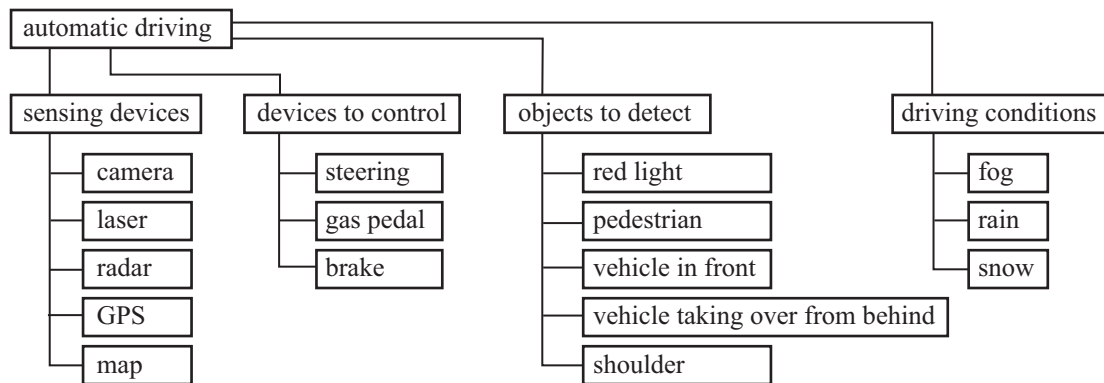 automatic driving
sensing devices
camera
laser
radar
GPS
map
devices to control
steering
gas pedal
brake
objects to detect
red light
pedestrian
vehicle in front
vehicle taking over from behind
shoulder
driving conditions
fog
rain
snow